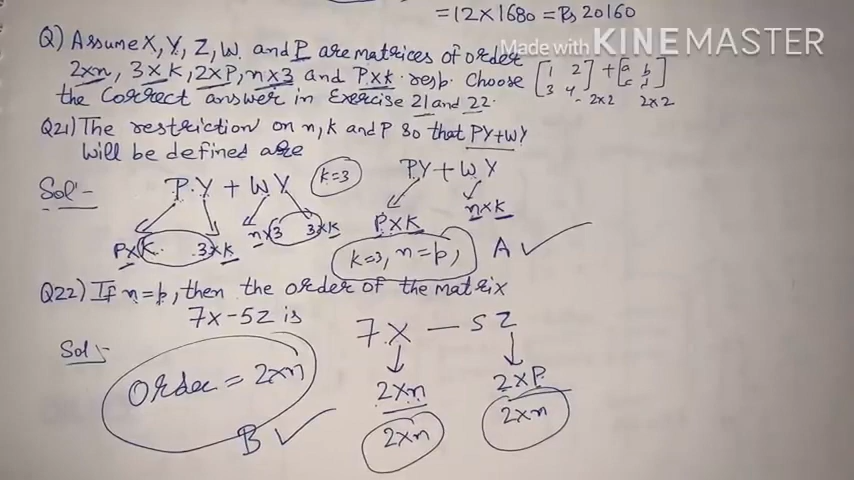 =12×1680 = Rs 20160
Made with KINEMASTER
Q) Assume X, Y, Z, W and P are matrices of order
2×n, 3×K, 2×P, n×3 and P×k resp. Choose [1 2 3 4] 2×2 + [a b c d] 2×2
the correct answer in Exercise 21 and 22.
Q21) The restriction on n, k and P so that PY+WY
will be defined are
Sol:- P.Y + WY k=3 PY + WY
P×K. 3×K n×3 3×K P×K n×K
k=3, n=p, A ✓
Q22) If n=p, then the order of the matrix
7x-5z is
Sol:- 7X — 5Z
Order = 2×n 2×n 2×P
B ✓ 2×n 2×n